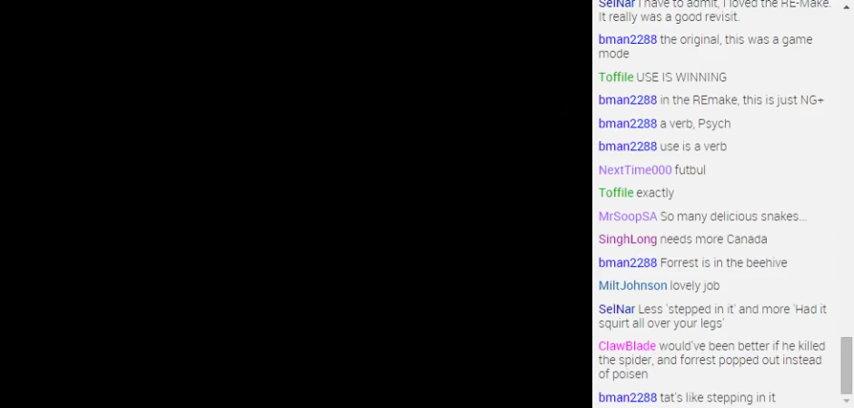 SelNar I have to admit, I loved the RE-Make.
It really was a good revisit.
bman2288 the original, this was a game
mode
Toffile USE IS WINNING
bman2288 in the REmake, this is just NG+
bman2288 a verb, Psych
bman2288 use is a verb
NextTime000 futbul
Toffile exactly
MrSoopSA So many delicious snakes...
SinghLong needs more Canada
bman2288 Forrest is in the beehive
MiltJohnson lovely job
SelNar Less 'stepped in it' and more 'Had it
squirt all over your legs'
ClawBlade would've been better if he killed
the spider, and forrest popped out instead
of poisen
bman2288 tat's like stepping in it